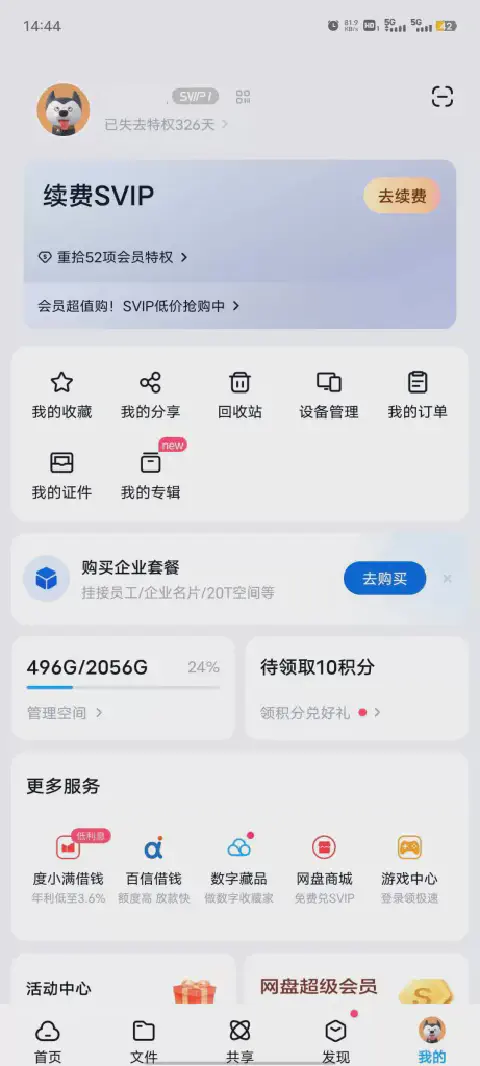 14:44
81.9
KB/s
HD
5G
5G
42
SVIP1
已失去特权326天
续费SVIP
去续费
重拾52项会员特权
会员超值购！SVIP低价抢购中
我的收藏
我的分享
回收站
设备管理
我的订单
new
我的证件
我的专辑
购买企业套餐
挂接员工/企业名片/20T空间等
去购买
496G/2056G
24%
待领取10积分
管理空间
领积分兑好礼
更多服务
低利息
度小满借钱
百信借钱
数字藏品
网盘商城
游戏中心
年利低至3.6%
额度高 放款快
做数字收藏家
免费兑SVIP
登录领极速
活动中心
网盘超级会员
首页
文件
共享
发现
我的